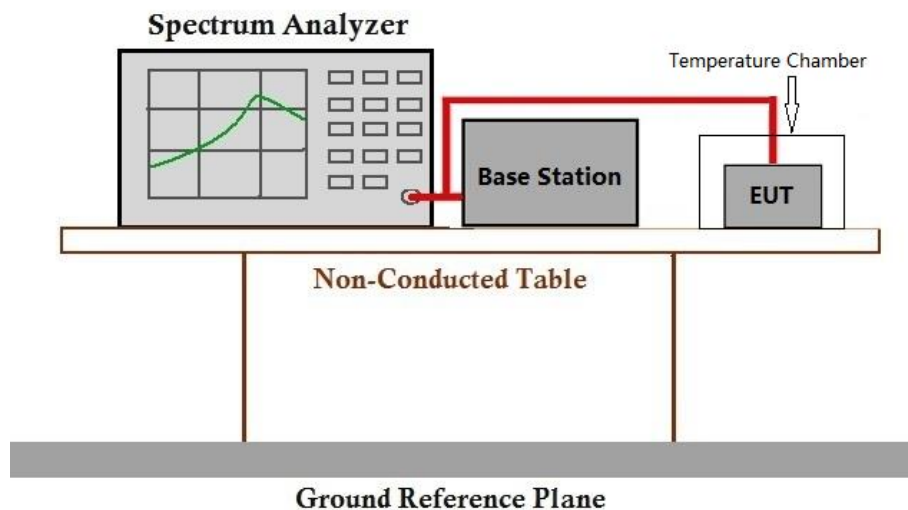 Spectrum Analyzer
Temperature Chamber
Base Station
EUT
Non-Conducted Table
Ground Reference Plane